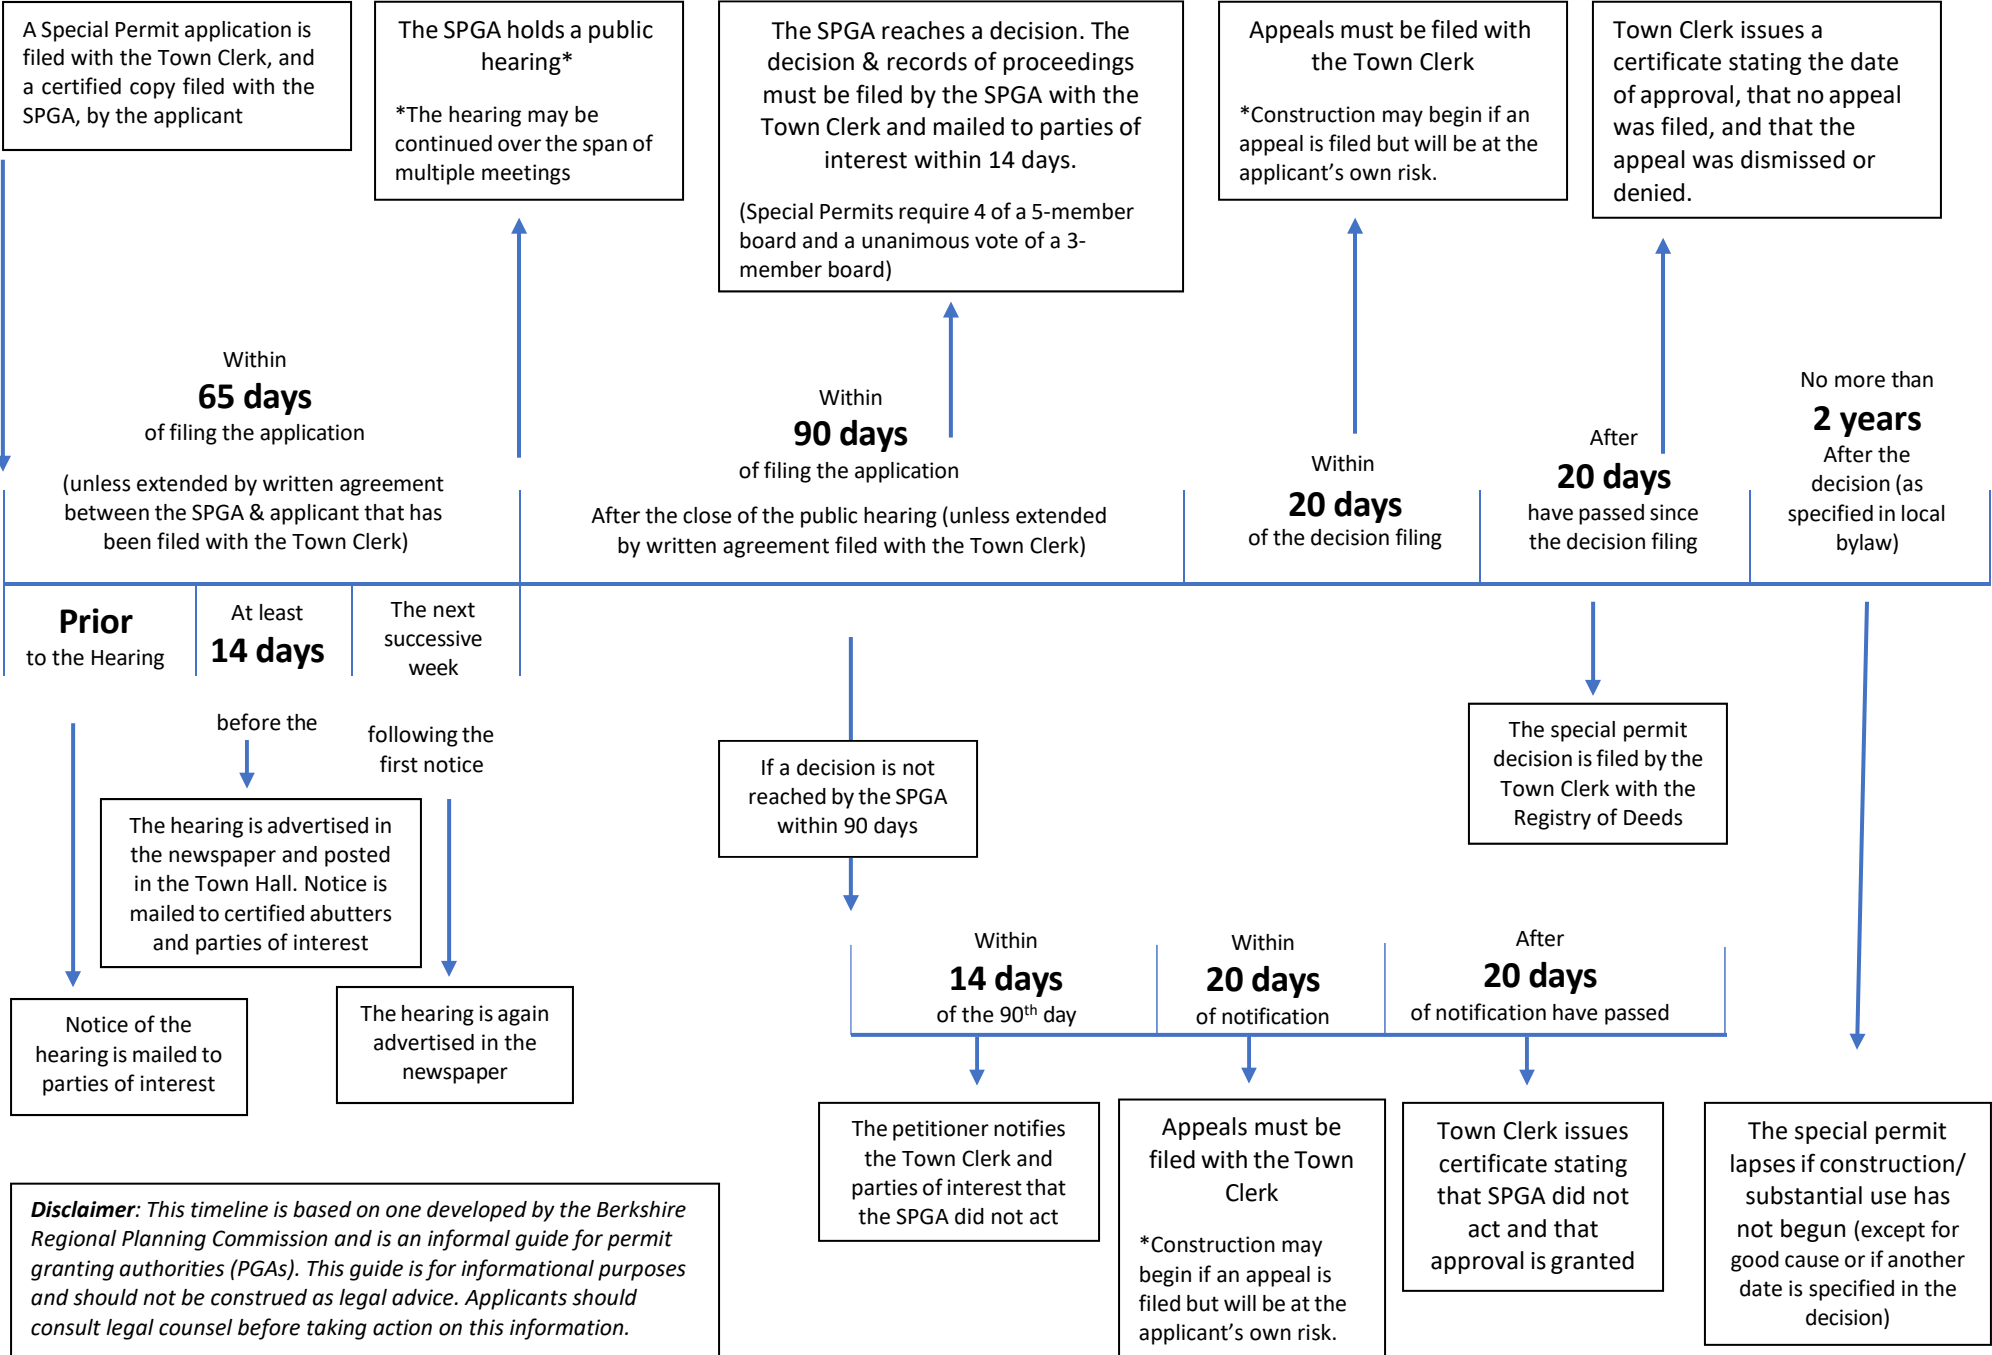 A Special Permit application is
filed with the Town Clerk, and
a certified copy filed with the
SPGA, by the applicant
The SPGA holds a public
hearing*
*The hearing may be
continued over the span of
multiple meetings
The SPGA reaches a decision. The
decision & records of proceedings
must be filed by the SPGA with the
Town Clerk and mailed to parties of
interest within 14 days.
(Special Permits require 4 of a 5-member
board and a unanimous vote of a 3-
member board)
Appeals must be filed with
the Town Clerk
*Construction may begin if an
appeal is filed but will be at the
applicant's own risk.
Town Clerk issues a
certificate stating the date
of approval, that no appeal
was filed, and that the
appeal was dismissed or
denied.
Within
65 days
of filing the application
(unless extended by written agreement
between the SPGA & applicant that has
been filed with the Town Clerk)
Within
90 days
of filing the application
After the close of the public hearing (unless extended
by written agreement filed with the Town Clerk)
Within
20 days
of the decision filing
After
20 days
have passed since
the decision filing
No more than
2 years
After the
decision (as
specified in local
bylaw)
Prior
to the Hearing
At least
14 days
before the
The next
successive
week
following the
first notice
The hearing is advertised in
the newspaper and posted
in the Town Hall. Notice is
mailed to certified abutters
and parties of interest
Notice of the
hearing is mailed to
parties of interest
The hearing is again
advertised in the
newspaper
If a decision is not
reached by the SPGA
within 90 days
The special permit
decision is filed by the
Town Clerk with the
Registry of Deeds
Within
14 days
of the 90th day
Within
20 days
of notification
After
20 days
of notification have passed
The petitioner notifies
the Town Clerk and
parties of interest that
the SPGA did not act
Appeals must be
filed with the Town
Clerk
*Construction may
begin if an appeal is
filed but will be at the
applicant's own risk.
Town Clerk issues
certificate stating
that SPGA did not
act and that
approval is granted
The special permit
lapses if construction/
substantial use has
not begun (except for
good cause or if another
date is specified in the
decision)
Disclaimer: This timeline is based on one developed by the Berkshire
Regional Planning Commission and is an informal guide for permit
granting authorities (PGAs). This guide is for informational purposes
and should not be construed as legal advice. Applicants should
consult legal counsel before taking action on this information.